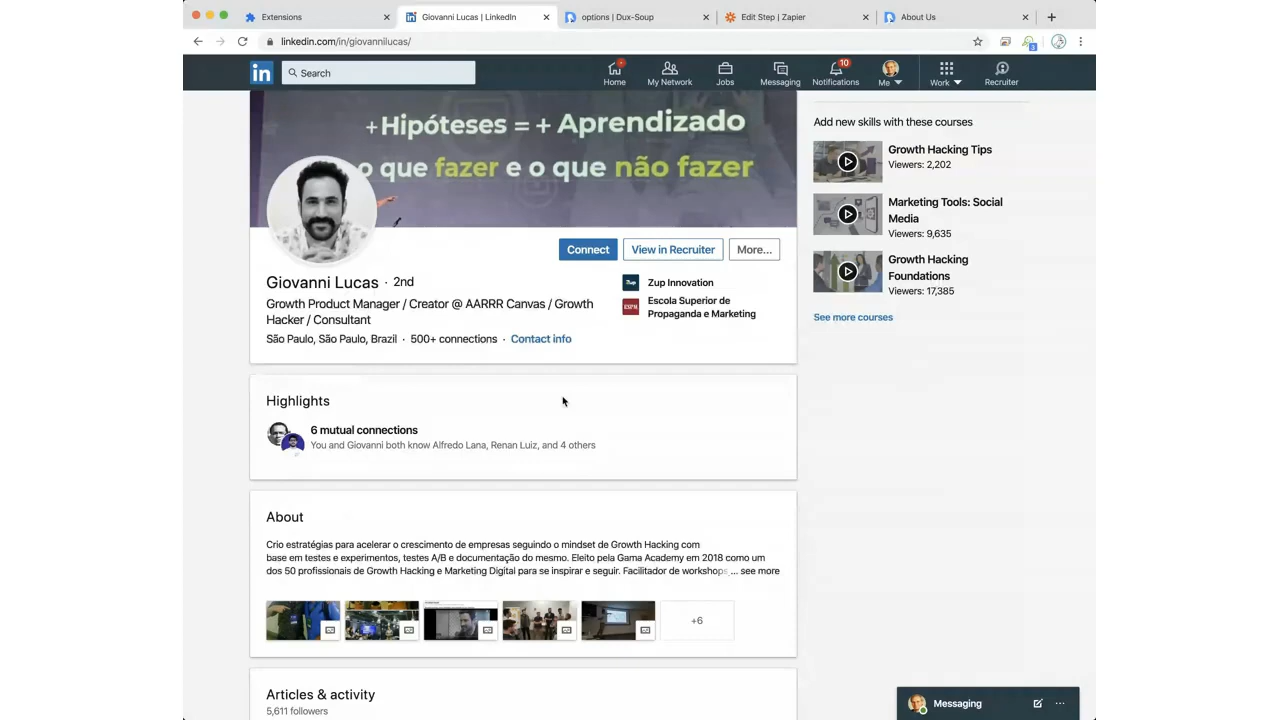 Extensions
Giovanni Lucas | LinkedIn
options | Dux-Soup
Edit Step | Zapier
About Us
linkedin.com/in/giovannilucas/
3
in
Search
Home
My Network
Jobs
Messaging
10
Notifications
Me
Work
Recruiter
+Hipóteses = + Aprendizado
o que fazer e o que não fazer
Connect
View in Recruiter
More...
Giovanni Lucas · 2nd
Growth Product Manager / Creator @ AARRR Canvas / Growth
Hacker / Consultant
São Paulo, São Paulo, Brazil · 500+ connections · Contact info
Zup Innovation
ESPM
Escola Superior de
Propaganda e Marketing
Highlights
6 mutual connections
You and Giovanni both know Alfredo Lana, Renan Luiz, and 4 others
About
Crio estratégias para acelerar o crescimento de empresas seguindo o mindset de Growth Hacking com
base em testes e experimentos, testes A/B e documentação do mesmo. Eleito pela Gama Academy em 2018 como um
dos 50 profissionais de Growth Hacking e Marketing Digital para se inspirar e seguir. Facilitador de workshops ... see more
+6
Articles & activity
5,611 followers
Add new skills with these courses
Growth Hacking Tips
Viewers: 2,202
Marketing Tools: Social
Media
Viewers: 9,635
Growth Hacking
Foundations
Viewers: 17,385
See more courses
Messaging